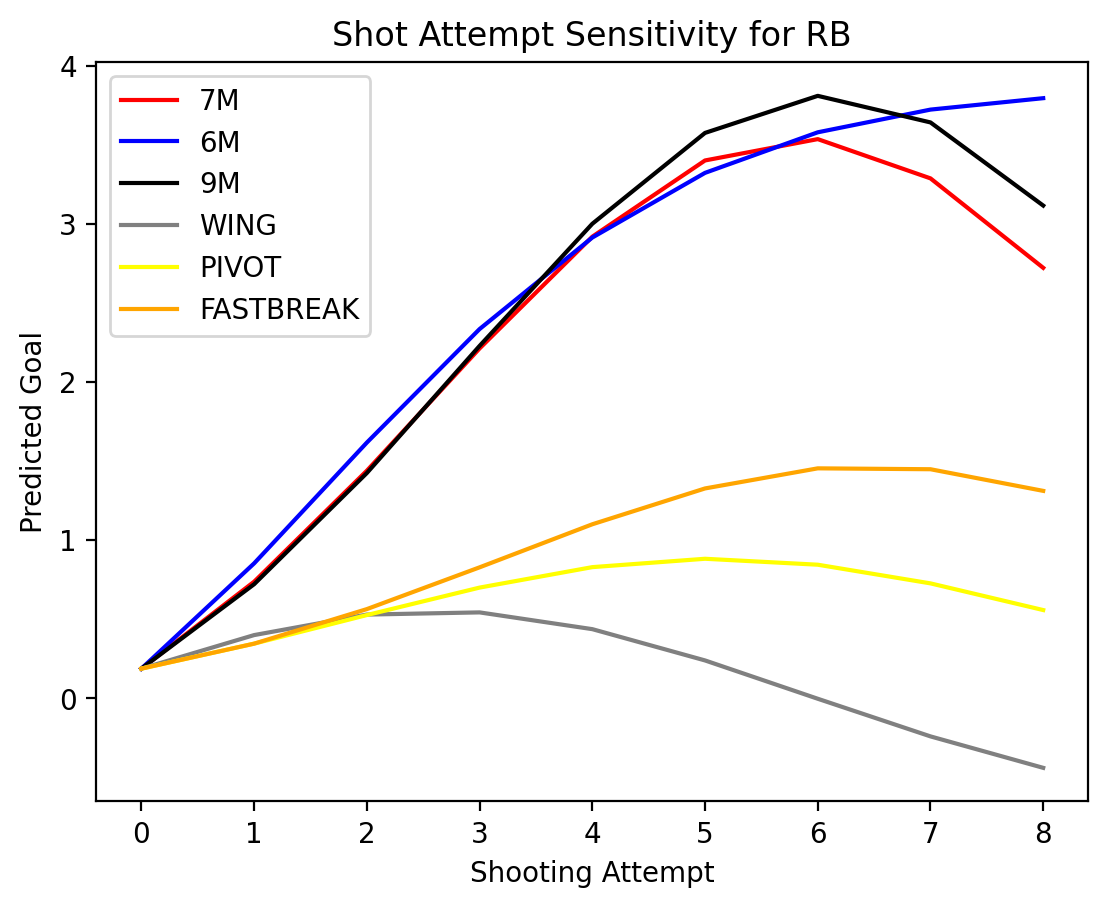 Shot Attempt Sensitivity for RB
4
3
2
1
0
Predicted Goal
7M
6M
9M
WING
PIVOT
FASTBREAK
0 1 2 3 4 5 6 7 8
Shooting Attempt